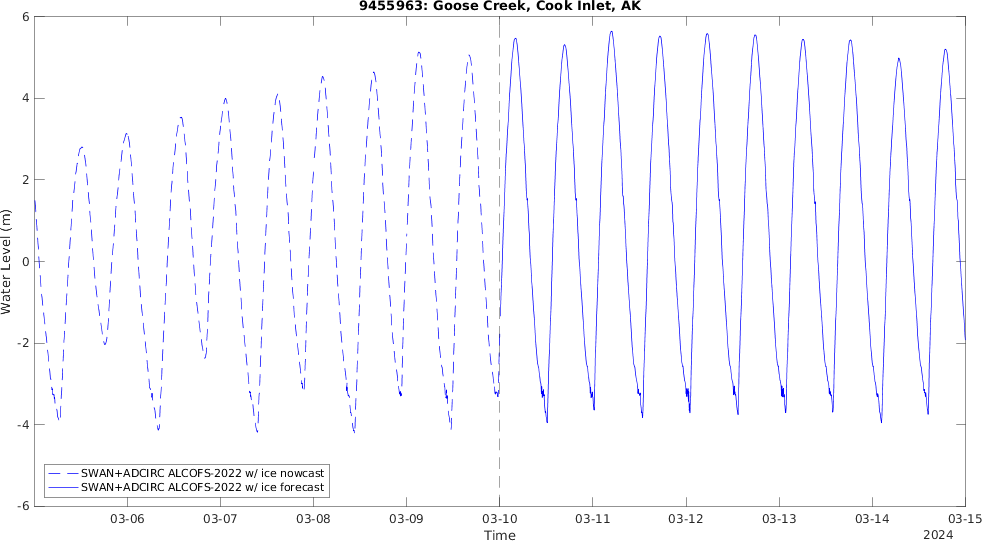 9455963: Goose Creek, Cook Inlet, AK
6
4
2
0
-2
-4
-6
Water Level (m)
SWAN+ADCIRC ALCOFS-2022 w/ ice nowcast
SWAN+ADCIRC ALCOFS-2022 w/ ice forecast
03-06 03-07 03-08 03-09 03-10 03-11 03-12 03-13 03-14 03-15
Time
2024